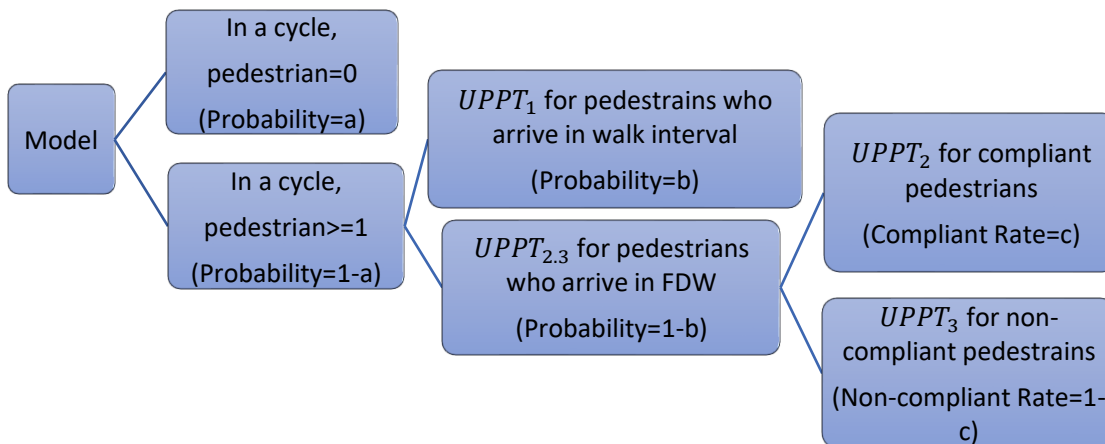 Model
In a cycle,
pedestrian=0
(Probability=a)
In a cycle,
pedestrian>=1
(Probability=1-a)
UPPT₁ for pedestrains who
arrive in walk interval
(Probability=b)
UPPT₂.₃ for pedestrians
who arrive in FDW
(Probability=1-b)
UPPT₂ for compliant
pedestrians
(Compliant Rate=c)
UPPT₃ for non-
compliant pedestrains
(Non-compliant Rate=1-
c)